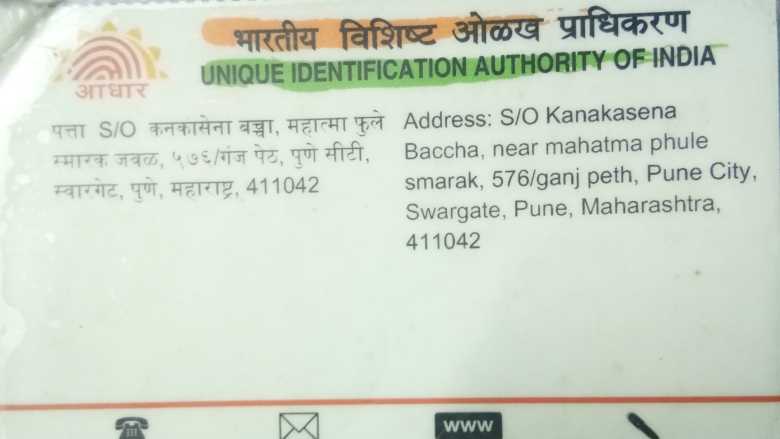 भारतीय विशिष्ट ओळख प्राधिकरण
UNIQUE IDENTIFICATION AUTHORITY OF INDIA
आधार
पत्ता S/O कनकासेना बच्चा, महात्मा फुले
स्मारक जवळ, ५७६/गंज पेठ, पुणे सीटी,
स्वारगेट, पुणे, महाराष्ट्र, 411042
Address: S/O Kanakasena
Baccha, near mahatma phule
smarak, 576/ganj peth, Pune City,
Swargate, Pune, Maharashtra,
411042
www